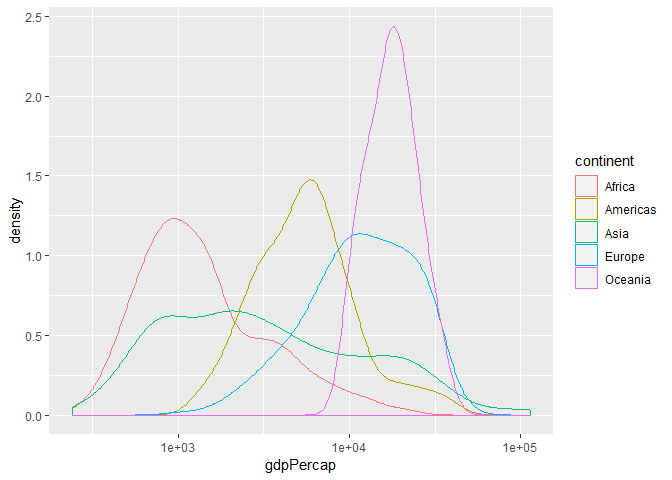 2.5
2.0
1.5
1.0
0.5
0.0
density
1e+03
1e+04
1e+05
gdpPercap
continent
Africa
Americas
Asia
Europe
Oceania